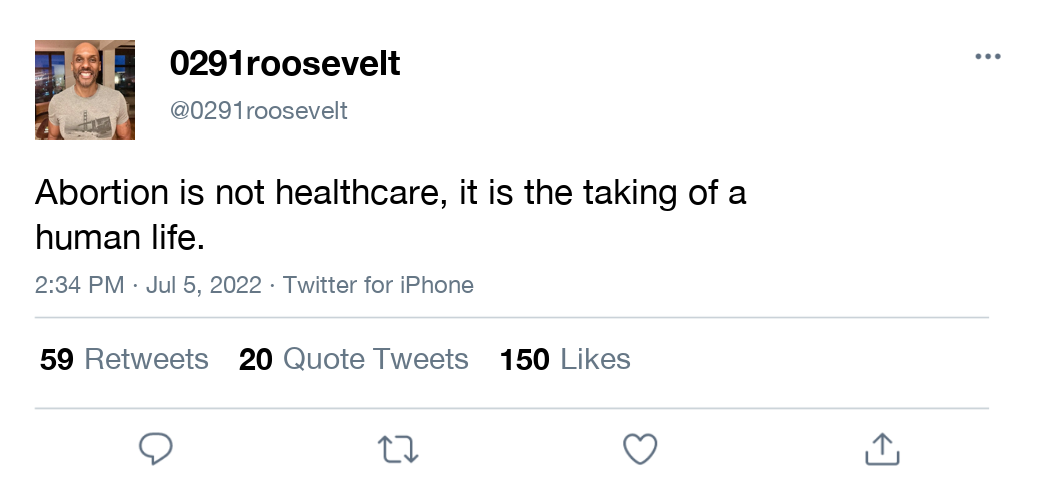 0291roosevelt
@0291roosevelt
Abortion is not healthcare, it is the taking of a
human life.
2:34 PM · Jul 5, 2022 · Twitter for iPhone
59 Retweets 20 Quote Tweets 150 Likes